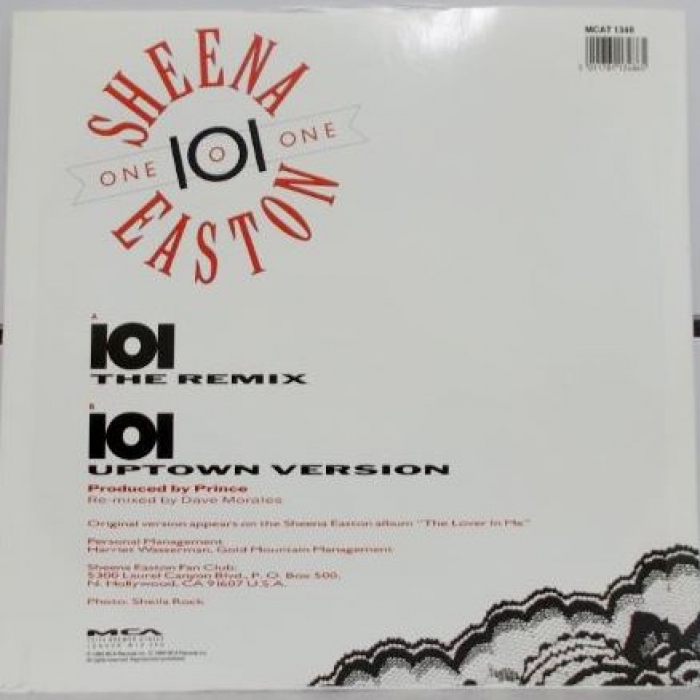 MCAT 1348
SHEENA
ONE 101 ONE
EASTON
A
101
THE REMIX
B
101
UPTOWN VERSION
Produced by Prince
Re-mixed by Dave Morales
Original version appears on the Sheena Easton album "The Lover In Me"
Personal Management
Harriet Wasserman, Gold Mountain Management
Sheena Easton Fan Club:
5300 Laurel Canyon Blvd., P. O. Box 500,
N. Hollywood, CA 91607 U.S.A.
Photo: Sheila Rock
MCA